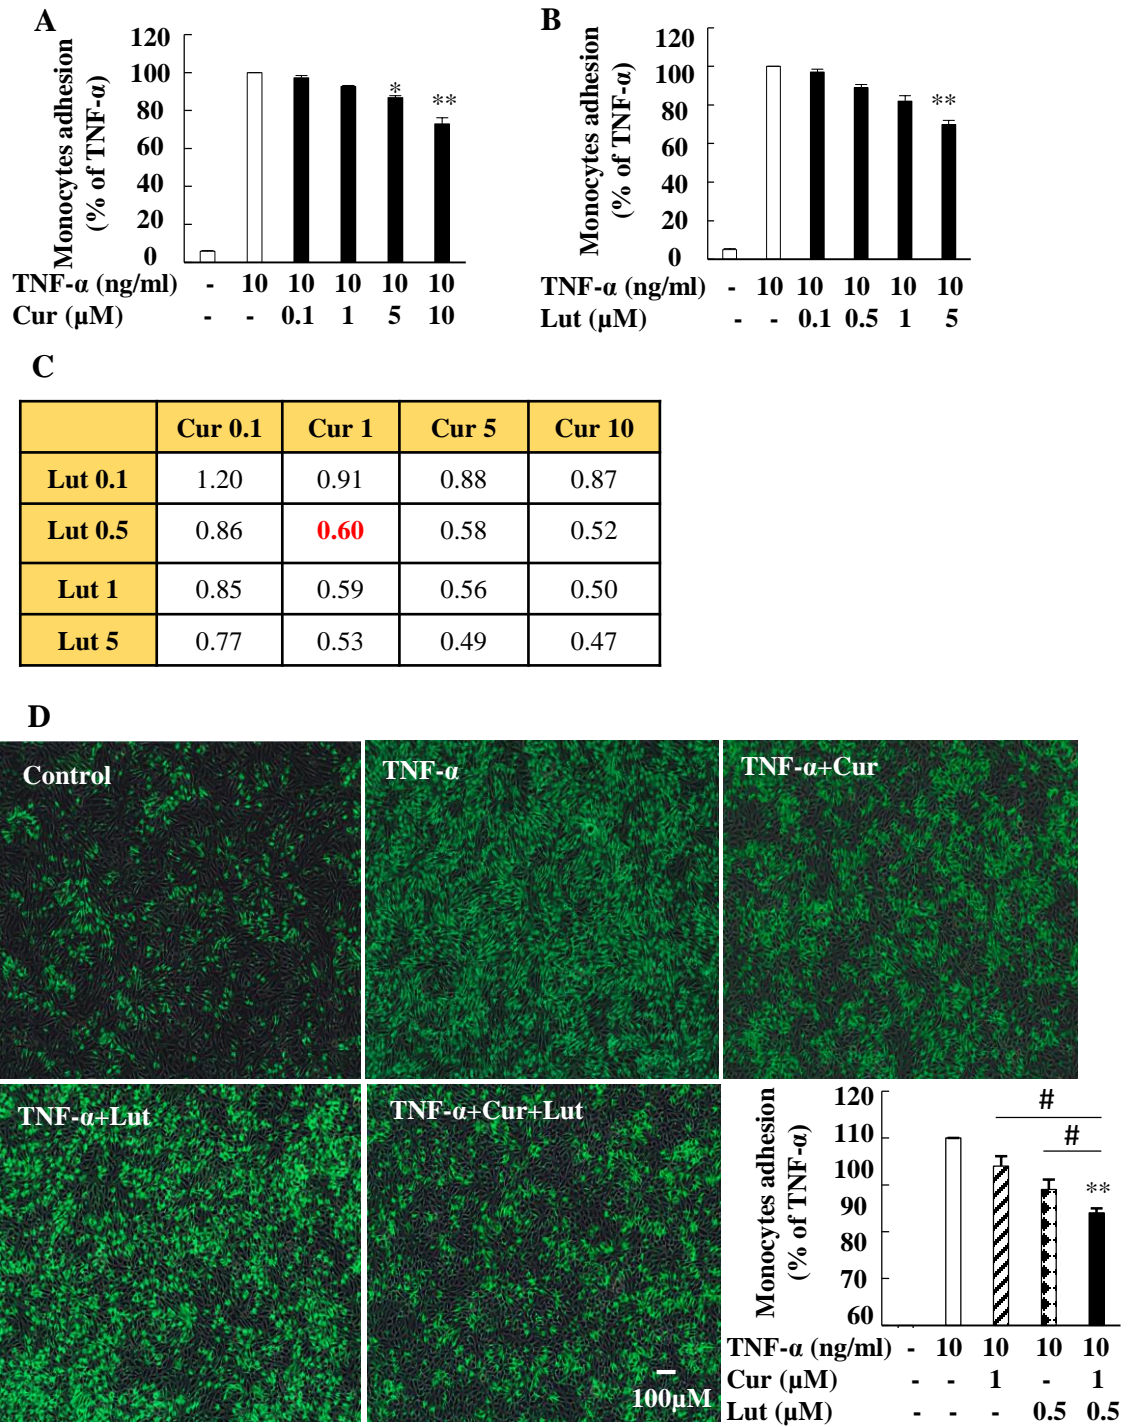 A
Monocytes adhesion
(% of TNF-α)
120
100
80
60
40
20
0
*
**
TNF-α (ng/ml) - 10 10 10 10 10
Cur (μM) - - 0.1 1 5 10
B
Monocytes adhesion
(% of TNF-α)
120
100
80
60
40
20
0
**
TNF-α (ng/ml) - 10 10 10 10 10
Lut (μM) - - 0.1 0.5 1 5
C
Cur 0.1 Cur 1 Cur 5 Cur 10
Lut 0.1 1.20 0.91 0.88 0.87
Lut 0.5 0.86 0.60 0.58 0.52
Lut 1 0.85 0.59 0.56 0.50
Lut 5 0.77 0.53 0.49 0.47
D
Control
TNF-α
TNF-α+Cur
TNF-α+Lut
TNF-α+Cur+Lut
100μM
Monocytes adhesion
(% of TNF-α)
120
110
100
90
80
70
60
#
#
**
TNF-α (ng/ml) - 10 10 10 10
Cur (μM) - - 1 - 1
Lut (μM) - - - 0.5 0.5